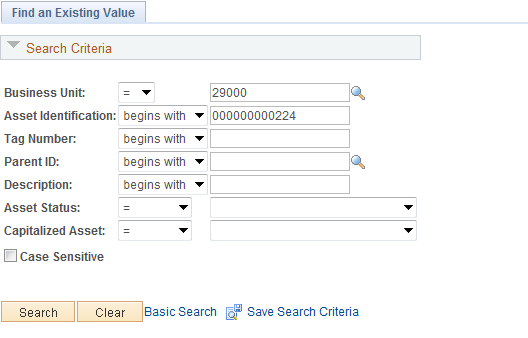 Find an Existing Value
Search Criteria
Business Unit: = 29000
Asset Identification: begins with 000000000224
Tag Number: begins with
Parent ID: begins with
Description: begins with
Asset Status: =
Capitalized Asset: =
Case Sensitive
Search Clear Basic Search Save Search Criteria